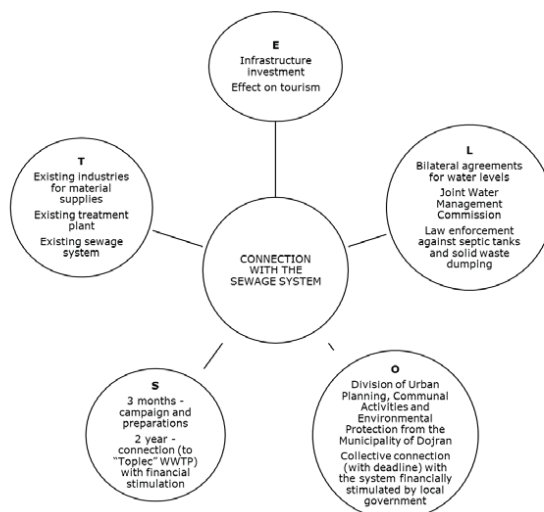 E
Infrastructure
investment
Effect on tourism
T
Existing industries
for material
supplies
Existing treatment
plant
Existing sewage
system
L
Bilateral agreements
for water levels
Joint Water
Management
Commission
Law enforcement
against septic tanks
and solid waste
dumping
CONNECTION
WITH THE
SEWAGE SYSTEM
S
3 months -
campaign and
preparations
2 year -
connection (to
“Toplec” WWTP)
with financial
stimulation
O
Division of Urban
Planning, Communal
Activities and
Environmental
Protection from the
Municipality of Dojran
Collective connection
(with deadline) with
the system financially
stimulated by local
government